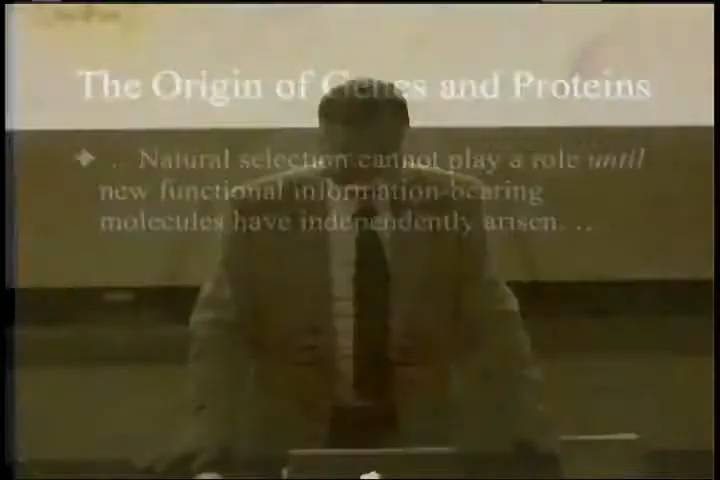 The Origin of Genes and Proteins
❖ ... Natural selection cannot play a role until
new functional information-bearing
molecules have independently arisen. ...